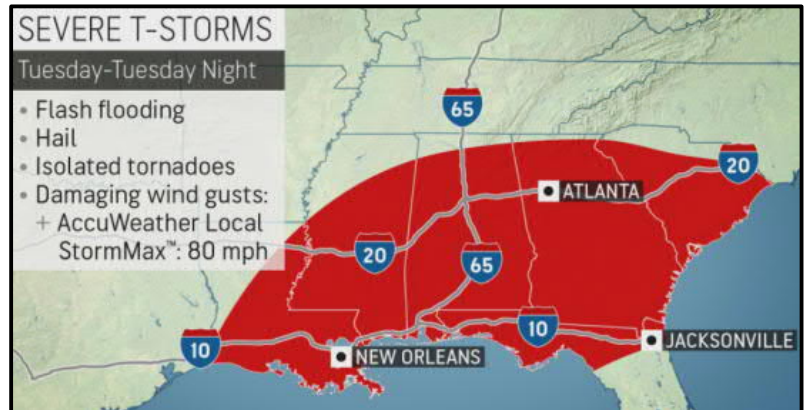 SEVERE T-STORMS
Tuesday-Tuesday Night
• Flash flooding
• Hail
• Isolated tornadoes
• Damaging wind gusts:
+ AccuWeather Local
StormMax™: 80 mph
65
20
ATLANTA
20
65
10
10
NEW ORLEANS
JACKSONVILLE